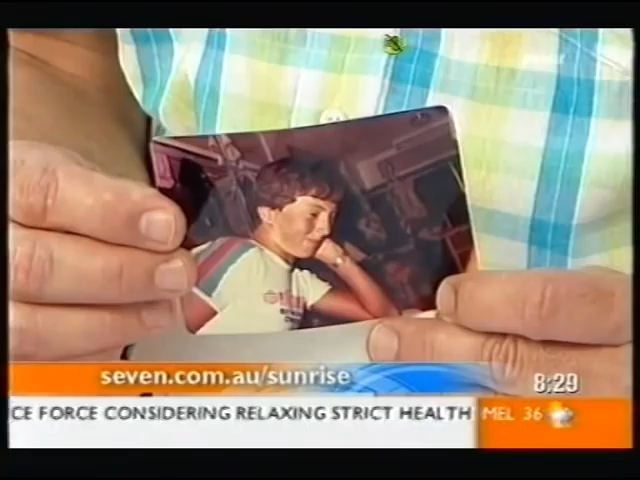 seven.com.au/sunrise
8:29
CE FORCE CONSIDERING RELAXING STRICT HEALTH
MEL 36